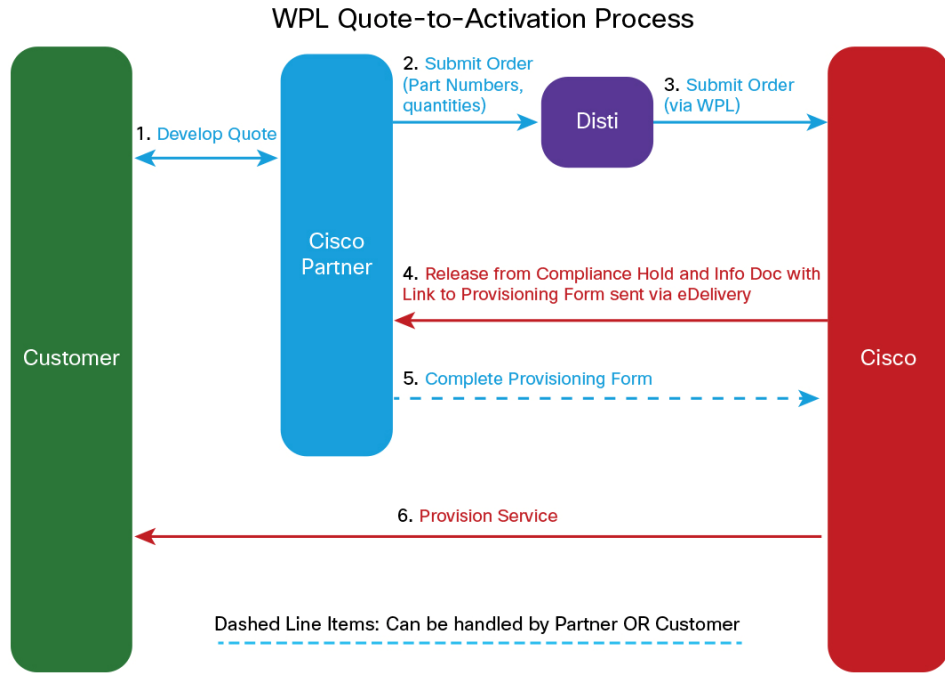 WPL Quote-to-Activation Process
2. Submit Order
(Part Numbers,
quantities)
3. Submit Order
(via WPL)
Disti
1. Develop Quote
Cisco
Partner
4. Release from Compliance Hold and Info Doc with
Link to Provisioning Form sent via eDelivery
Customer
Cisco
5. Complete Provisioning Form
6. Provision Service
Dashed Line Items: Can be handled by Partner OR Customer